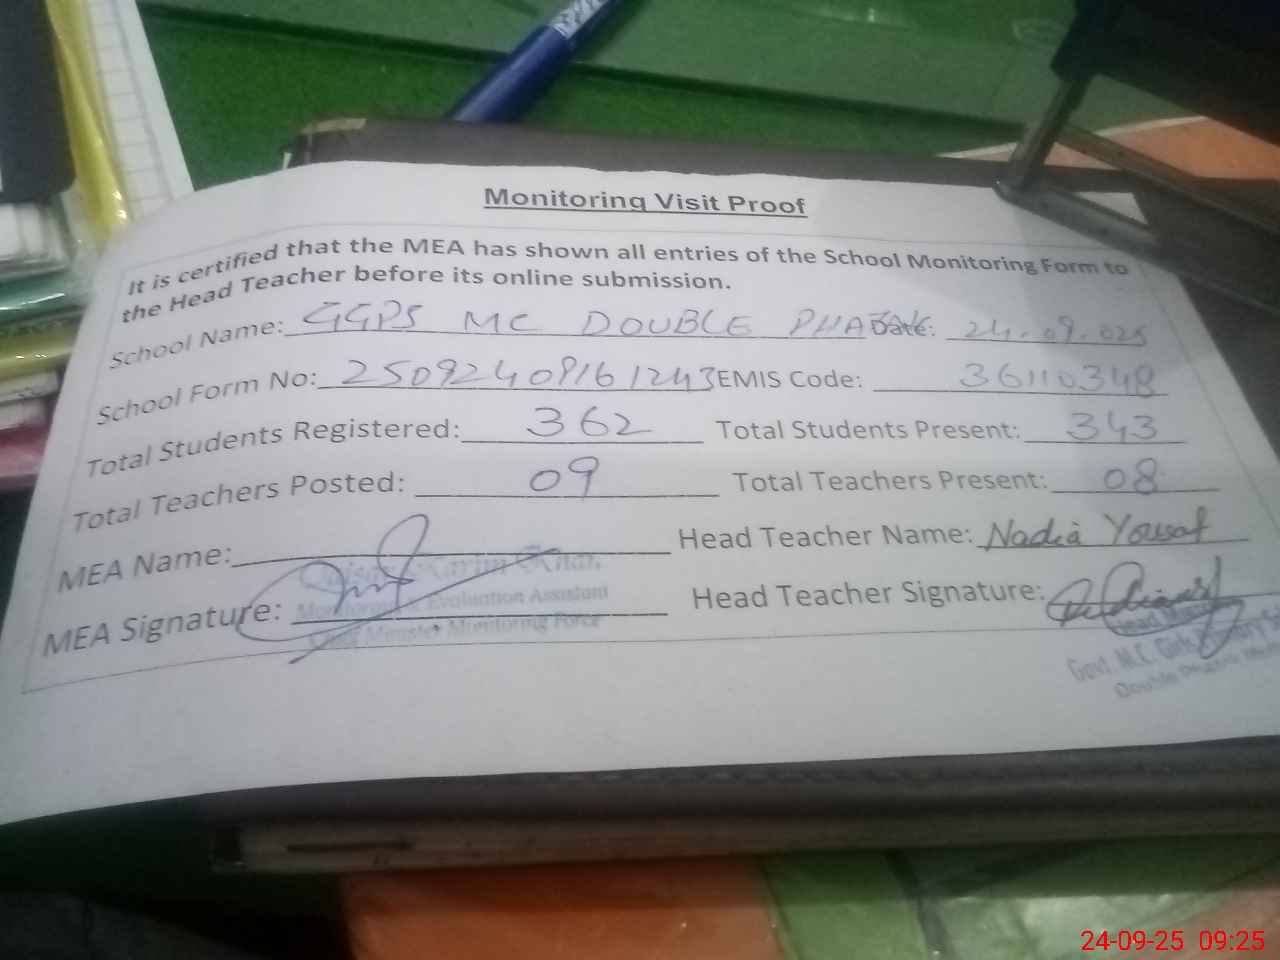 Monitoring Visit Proof
It is certified that the MEA has shown all entries of the School Monitoring Form to
the Head Teacher before its online submission.
School Name: GGPS MC DOUBLE PHATAK Date: 24.09.025
School Form No: 25092409161243 EMIS Code: 36110348
Total Students Registered: 362 Total Students Present: 343
Total Teachers Posted: 09 Total Teachers Present: 08
MEA Name: Head Teacher Name: Nadia Yousaf
MEA Signature: Head Teacher Signature:
Monitoring & Evaluation Assistant
Chief Minister Monitoring Force
Govt. M.C. Girls Primary
Double
24-09-25 09:25